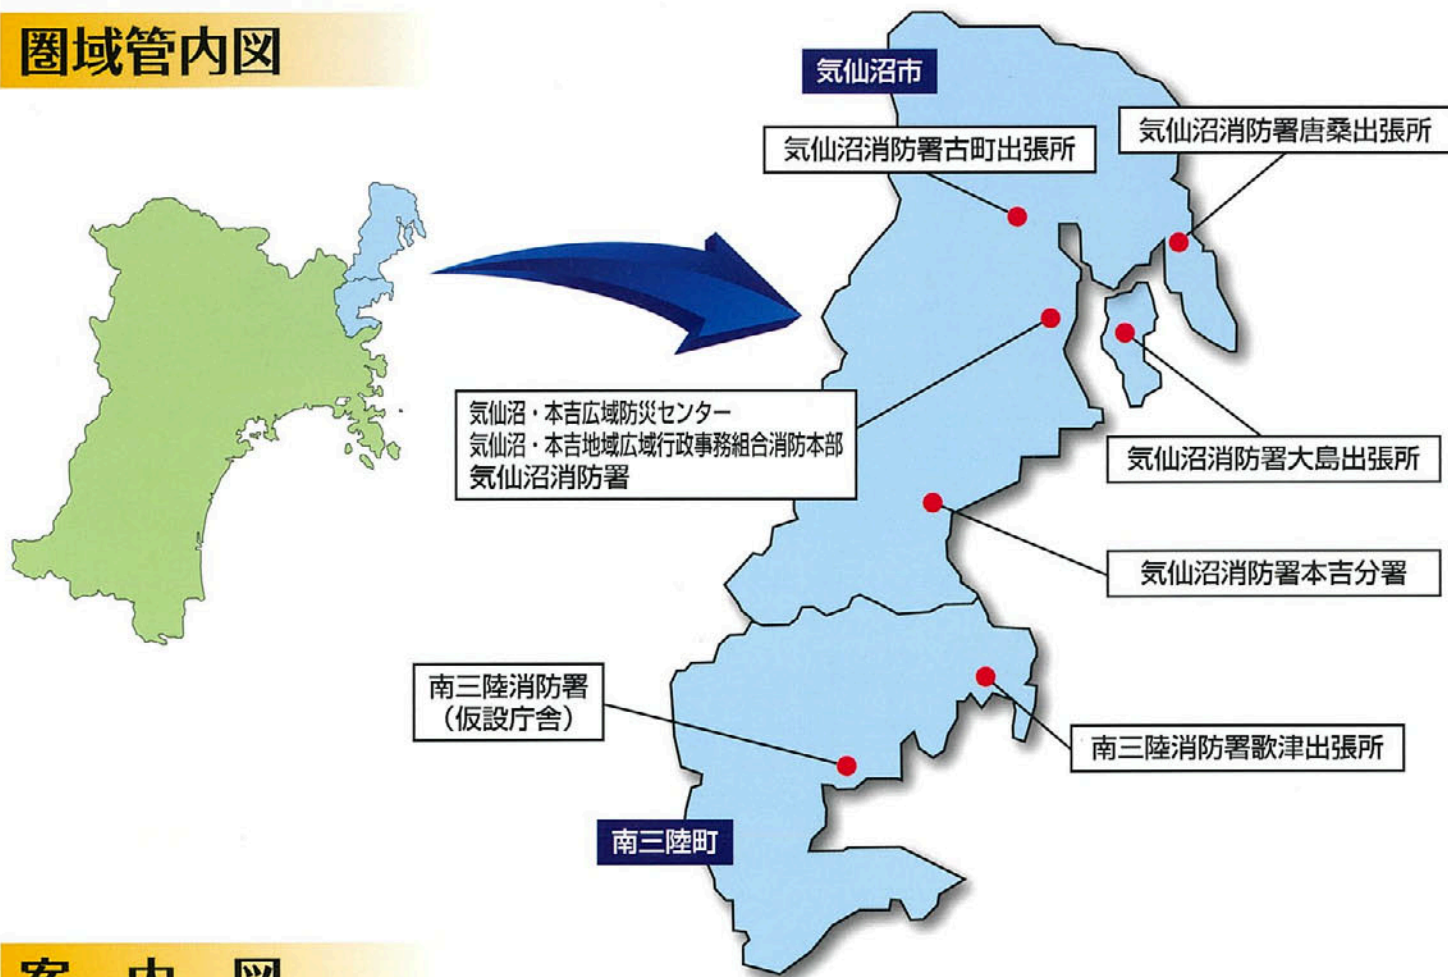 圏域管内図
気仙沼市
気仙沼消防署古町出張所
気仙沼消防署唐桑出張所
気仙沼・本吉広域防災センター
気仙沼・本吉地域広域行政事務組合消防本部
気仙沼消防署
気仙沼消防署大島出張所
気仙沼消防署本吉分署
南三陸消防署
（仮設庁舎）
南三陸消防署歌津出張所
南三陸町
案内図